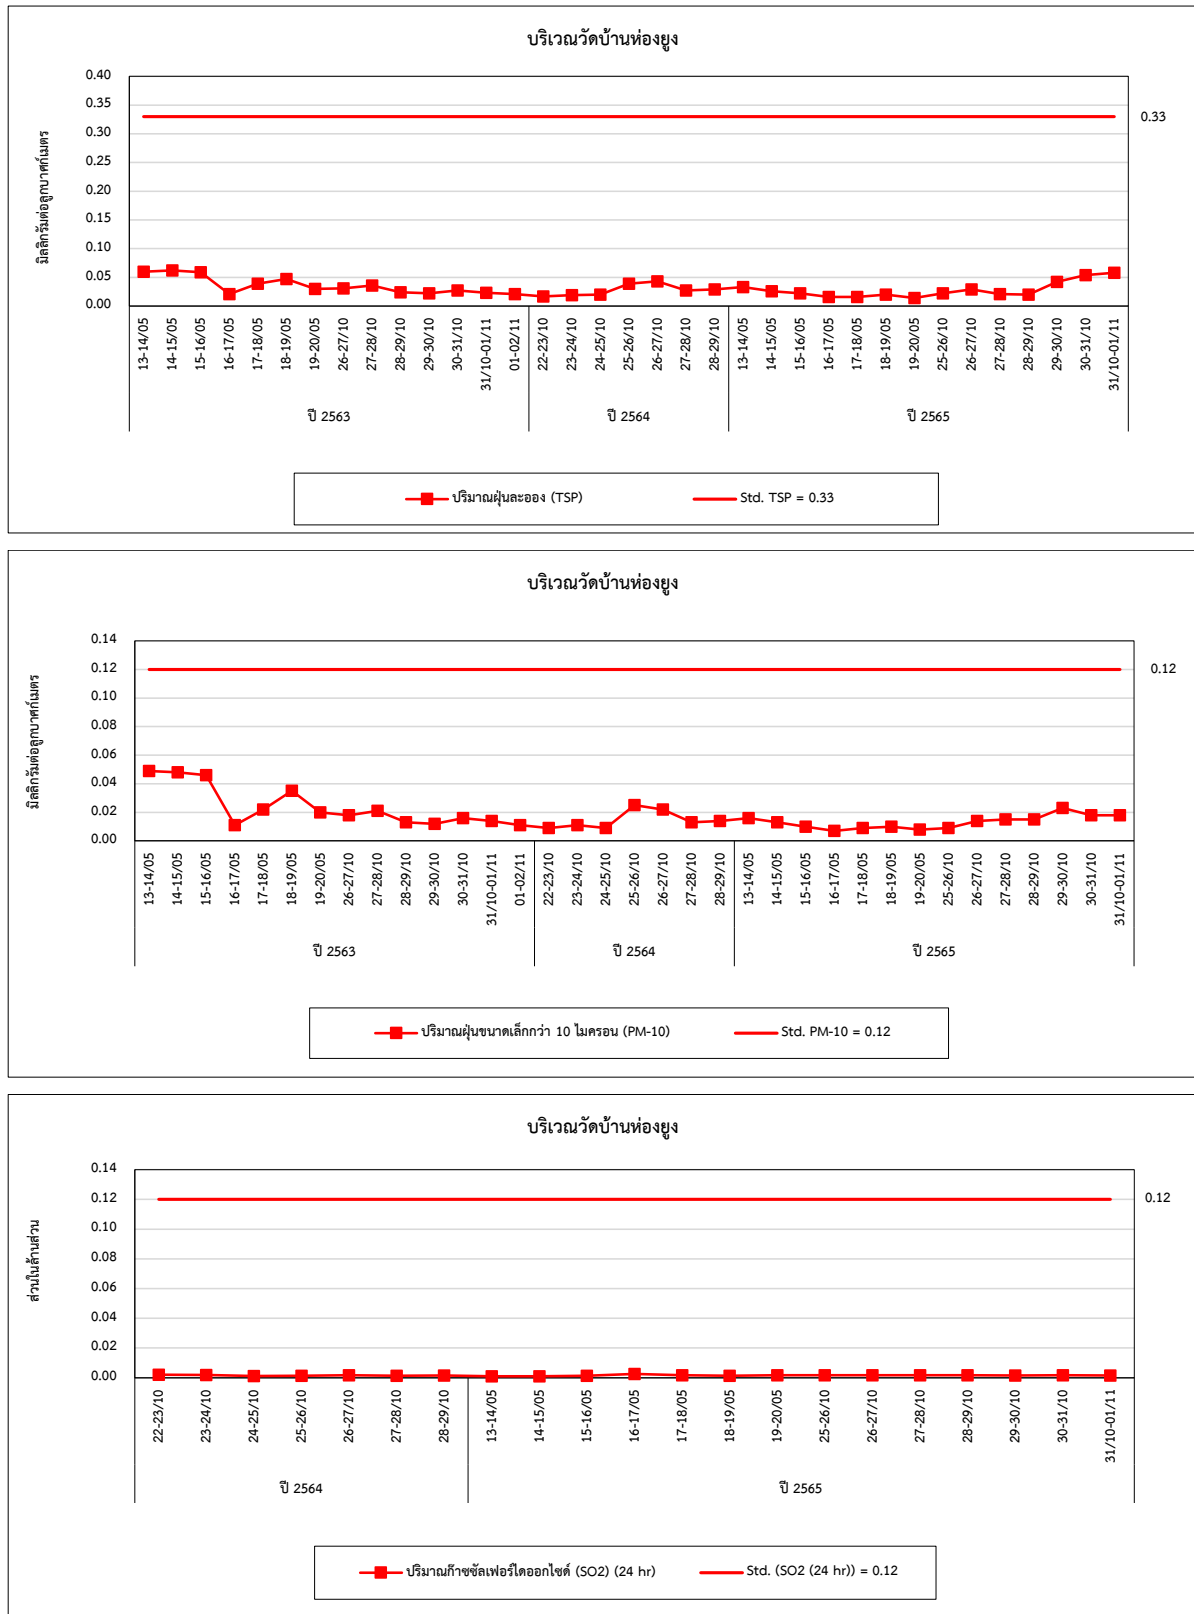 บริเวณวัดบ้านห่องยูง
มิลลิกรัมต่อลูกบาศก์เมตร
0.40
0.35
0.30
0.25
0.20
0.15
0.10
0.05
0.00
0.33
13-14/05 14-15/05 15-16/05 16-17/05 17-18/05 18-19/05 19-20/05 26-27/10 27-28/10 28-29/10 29-30/10 30-31/10 31/10-01/11 01-02/11 22-23/10 23-24/10 24-25/10 25-26/10 26-27/10 27-28/10 28-29/10 13-14/05 14-15/05 15-16/05 16-17/05 17-18/05 18-19/05 19-20/05 25-26/10 26-27/10 27-28/10 28-29/10 29-30/10 30-31/10 31/10-01/11
ปี 2563 ปี 2564 ปี 2565
ปริมาณฝุ่นละออง (TSP) Std. TSP = 0.33
บริเวณวัดบ้านห่องยูง
มิลลิกรัมต่อลูกบาศก์เมตร
0.14
0.12
0.10
0.08
0.06
0.04
0.02
0.00
0.12
13-14/05 14-15/05 15-16/05 16-17/05 17-18/05 18-19/05 19-20/05 26-27/10 27-28/10 28-29/10 29-30/10 30-31/10 31/10-01/11 01-02/11 22-23/10 23-24/10 24-25/10 25-26/10 26-27/10 27-28/10 28-29/10 13-14/05 14-15/05 15-16/05 16-17/05 17-18/05 18-19/05 19-20/05 25-26/10 26-27/10 27-28/10 28-29/10 29-30/10 30-31/10 31/10-01/11
ปี 2563 ปี 2564 ปี 2565
ปริมาณฝุ่นขนาดเล็กกว่า 10 ไมครอน (PM-10) Std. PM-10 = 0.12
บริเวณวัดบ้านห่องยูง
ส่วนในล้านส่วน
0.14
0.12
0.10
0.08
0.06
0.04
0.02
0.00
0.12
22-23/10 23-24/10 24-25/10 25-26/10 26-27/10 27-28/10 28-29/10 13-14/05 14-15/05 15-16/05 16-17/05 17-18/05 18-19/05 19-20/05 25-26/10 26-27/10 27-28/10 28-29/10 29-30/10 30-31/10 31/10-01/11
ปี 2564 ปี 2565
ปริมาณก๊าซซัลเฟอร์ไดออกไซด์ (SO2) (24 hr) Std. (SO2 (24 hr)) = 0.12